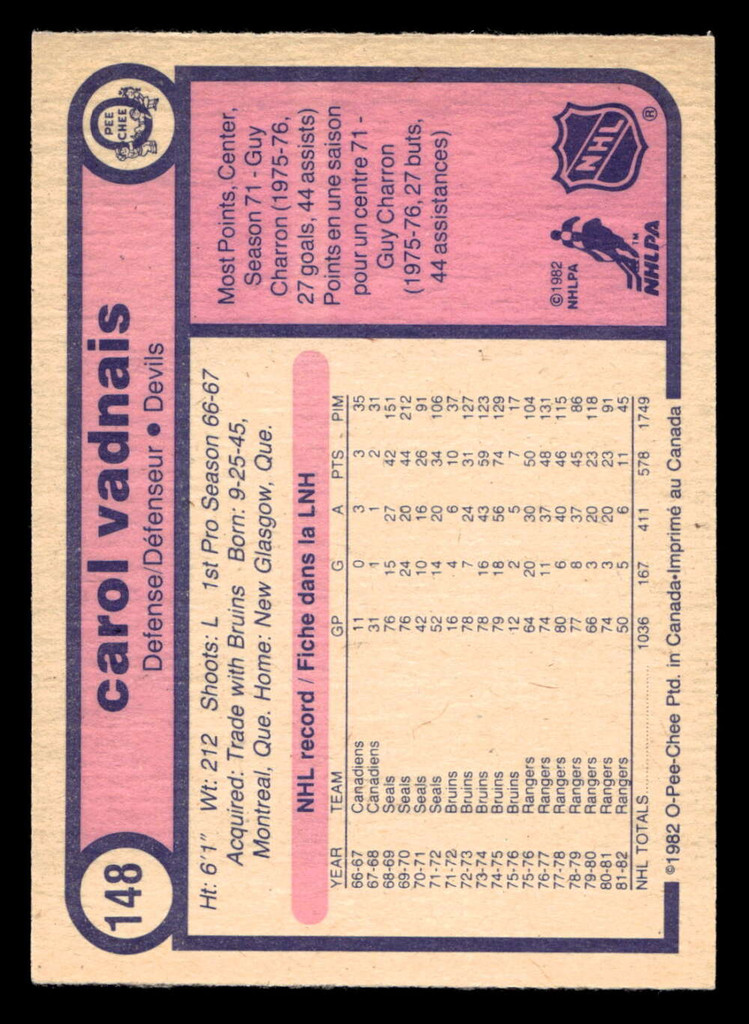 148
carol vadnais
Defense/Défenseur • Devils
O
PEE
CHEE
Ht: 6'1" Wt: 212 Shoots: L 1st Pro Season 66-67
Acquired: Trade with Bruins Born: 9-25-45,
Montreal, Que. Home: New Glasgow, Que.
NHL record / Fiche dans la LNH
YEAR TEAM GP G A PTS PIM
66-67 Canadiens 11 0 3 3 35
67-68 Canadiens 31 1 1 2 31
68-69 Seals 76 15 27 42 151
69-70 Seals 76 24 20 44 212
70-71 Seals 42 10 16 26 91
71-72 Seals 52 14 20 34 106
71-72 Bruins 16 4 6 10 37
72-73 Bruins 78 7 24 31 127
73-74 Bruins 78 16 43 59 123
74-75 Bruins 79 18 56 74 129
75-76 Bruins 12 2 5 7 17
75-76 Rangers 64 20 30 50 104
76-77 Rangers 74 11 37 48 131
77-78 Rangers 80 6 40 46 115
78-79 Rangers 77 8 37 45 86
79-80 Rangers 66 3 20 23 118
80-81 Rangers 74 3 20 23 91
81-82 Rangers 50 5 6 11 45
NHL TOTALS 1036 167 411 578 1749
Most Points, Center,
Season 71 - Guy
Charron (1975-76,
27 goals, 44 assists)
Points en une saison
pour un centre 71 -
Guy Charron
(1975-76, 27 buts,
44 assistances)
©1982
NHLPA
TM
NHLPA
NHL
®
©1982 O-Pee-Chee Ptd. in Canada•Imprimé au Canada